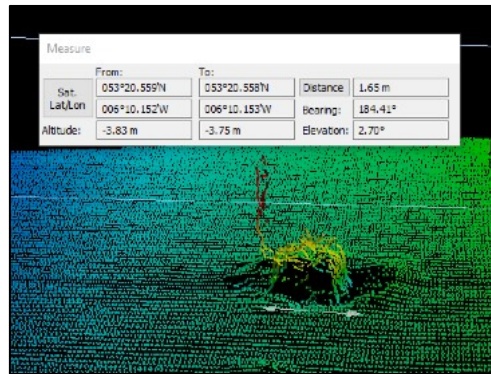 Measure
From: To:
Sat. Lat/Lon 053°20.559'N 053°20.558'N Distance 1.65 m
006°10.152'W 006°10.153'W Bearing: 184.41°
Altitude: -3.83 m -3.75 m Elevation: 2.70°